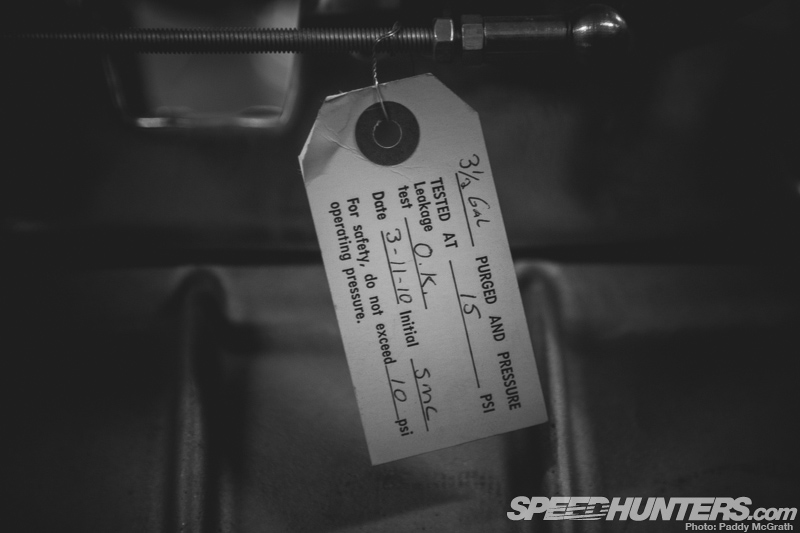 3½ GAL PURGED AND PRESSURE
TESTED AT 15 PSI
Leakage
test O.K.
Date 3-11-10 Initial SMC
For safety, do not exceed 10 psi
operating pressure.
SPEEDHUNTERS.com
Photo: Paddy McGrath